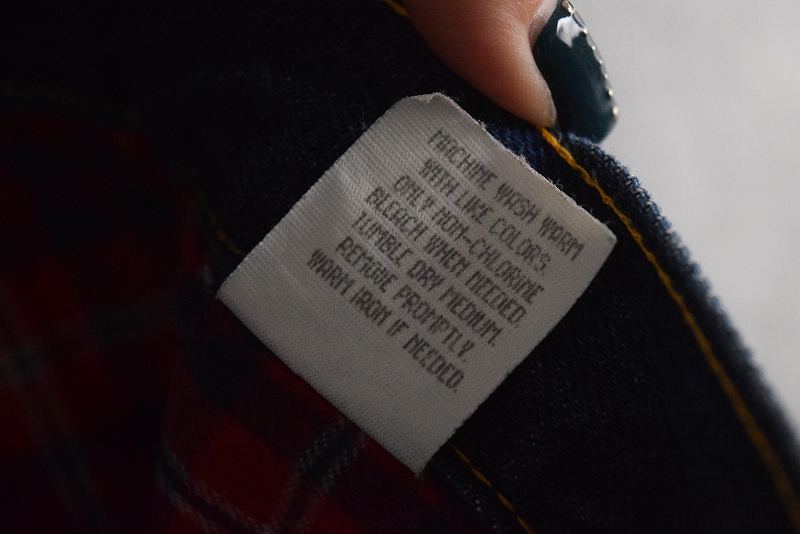 MACHINE WASH WARM
WITH LIKE COLORS.
ONLY NON-CHLORINE
BLEACH WHEN NEEDED.
TUMBLE DRY MEDIUM.
REMOVE PROMPTLY
WARM IRON IF NEEDED.